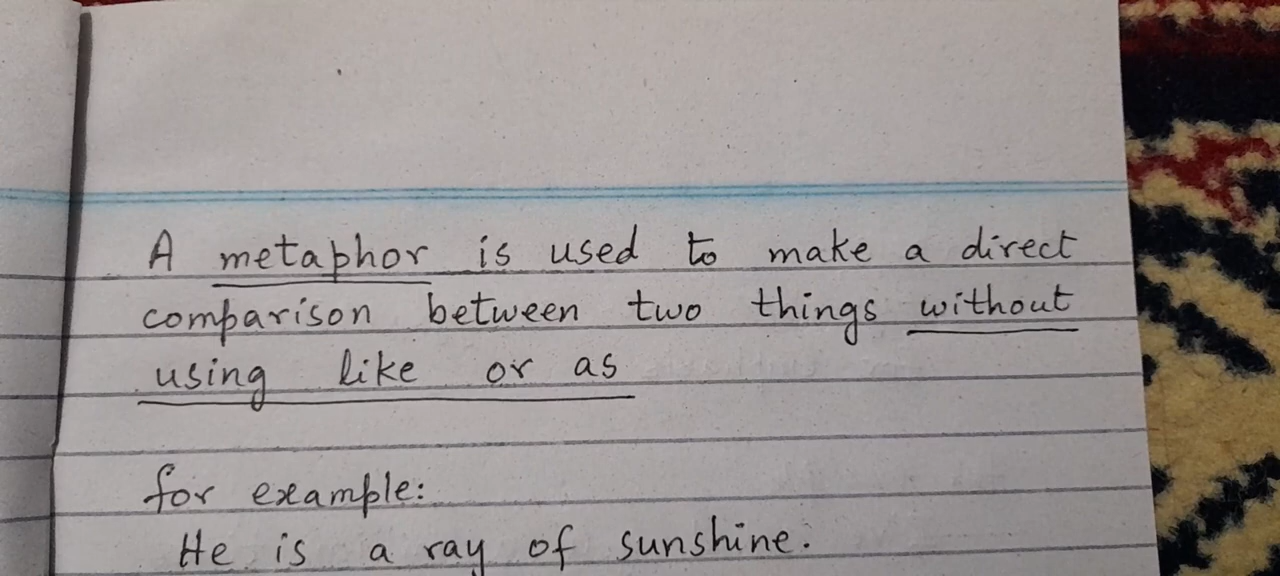 A metaphor is used to make a direct
comparison between two things without
using like or as
for example:
He is a ray of sunshine.